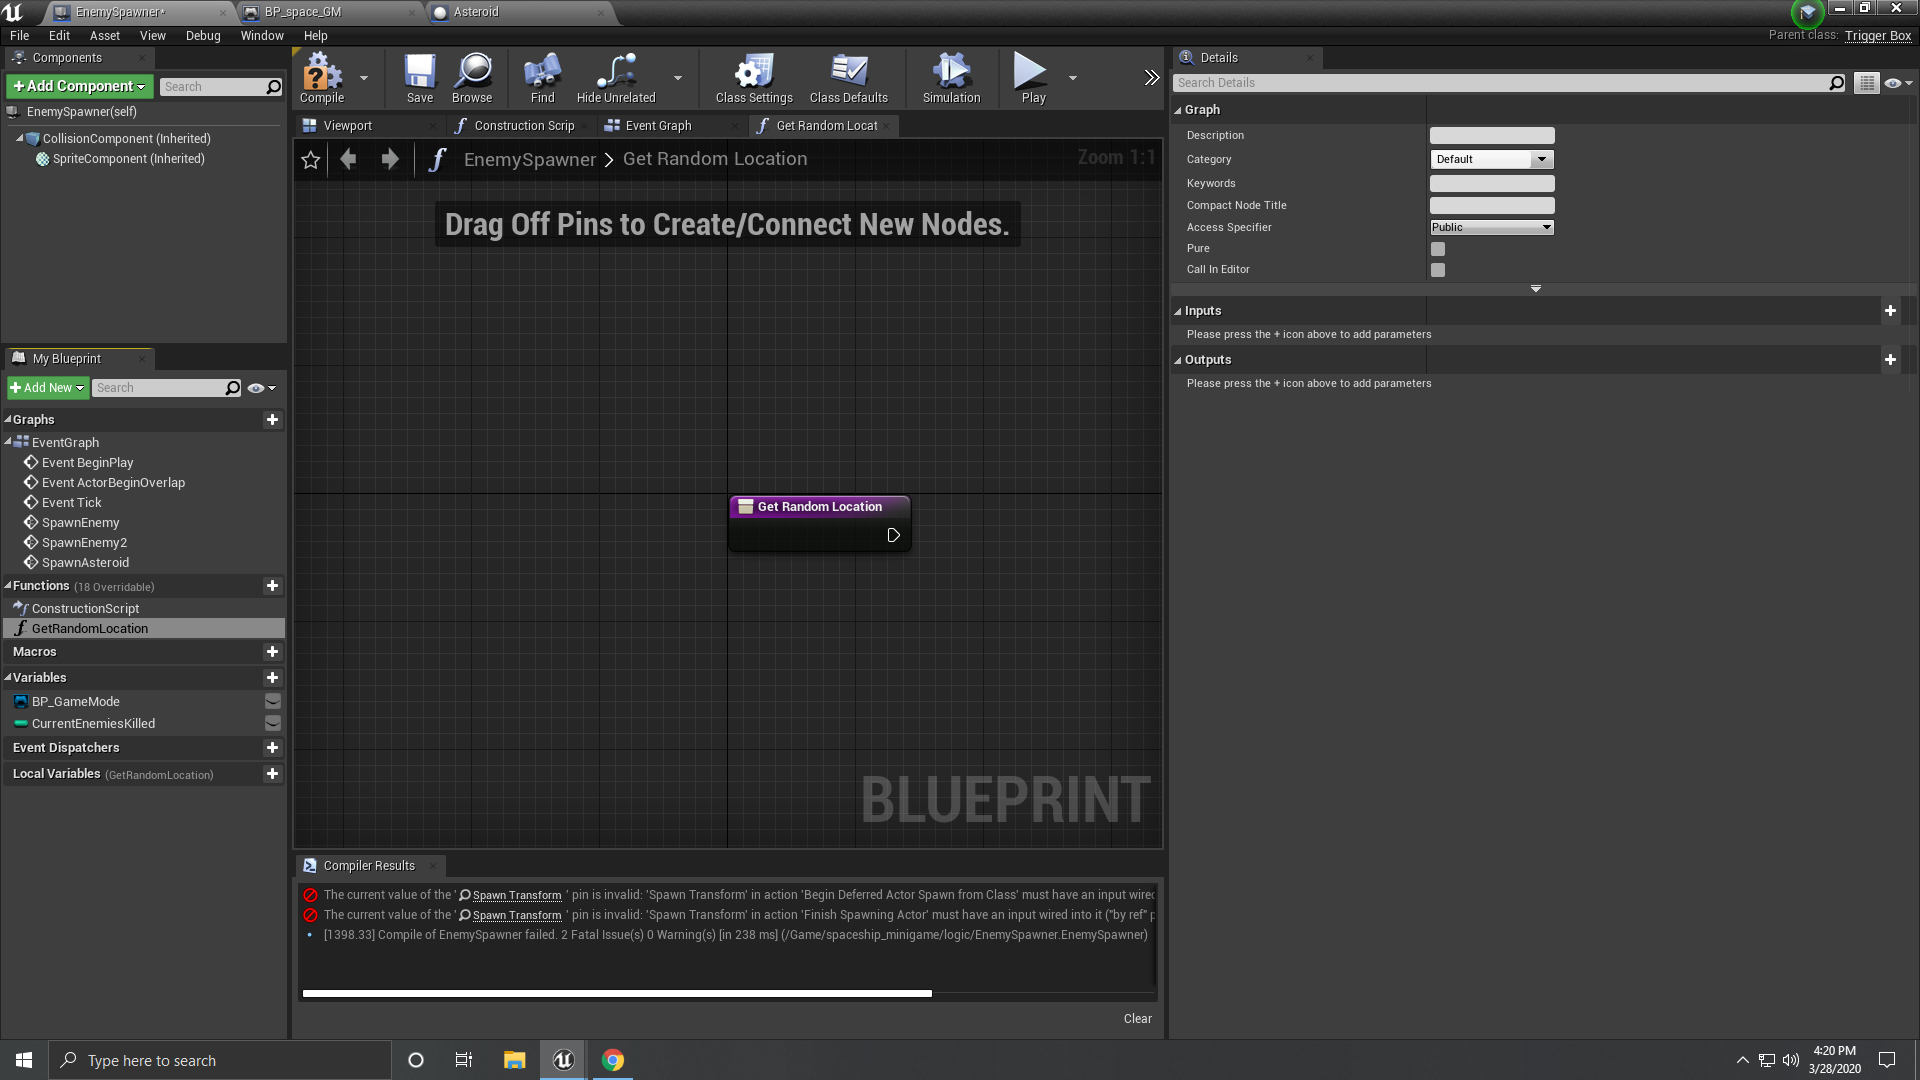 EnemySpawner*
BP_space_GM
Asteroid
File Edit Asset View Debug Window Help
Parent class: Trigger Box
Components
+Add Component
Search
EnemySpawner(self)
CollisionComponent (Inherited)
SpriteComponent (Inherited)
Compile
Save
Browse
Find
Hide Unrelated
Class Settings
Class Defaults
Simulation
Play
Viewport
Construction Scrip
Event Graph
Get Random Locat
EnemySpawner > Get Random Location
Zoom 1:1
Drag Off Pins to Create/Connect New Nodes.
Get Random Location
BLUEPRINT
My Blueprint
+Add New
Search
Graphs
EventGraph
Event BeginPlay
Event ActorBeginOverlap
Event Tick
SpawnEnemy
SpawnEnemy2
SpawnAsteroid
Functions (18 Overridable)
ConstructionScript
GetRandomLocation
Macros
Variables
BP_GameMode
CurrentEnemiesKilled
Event Dispatchers
Local Variables (GetRandomLocation)
Compiler Results
The current value of the ' Spawn Transform ' pin is invalid: 'Spawn Transform' in action 'Begin Deferred Actor Spawn from Class' must have an input wired
The current value of the ' Spawn Transform ' pin is invalid: 'Spawn Transform' in action 'Finish Spawning Actor' must have an input wired into it ("by ref" p
[1398.33] Compile of EnemySpawner failed. 2 Fatal Issue(s) 0 Warning(s) [in 238 ms] (/Game/spaceship_minigame/logic/EnemySpawner.EnemySpawner)
Clear
Details
Search Details
Graph
Description
Category Default
Keywords
Compact Node Title
Access Specifier Public
Pure
Call In Editor
Inputs
Please press the + icon above to add parameters
Outputs
Please press the + icon above to add parameters
Type here to search
4:20 PM
3/28/2020